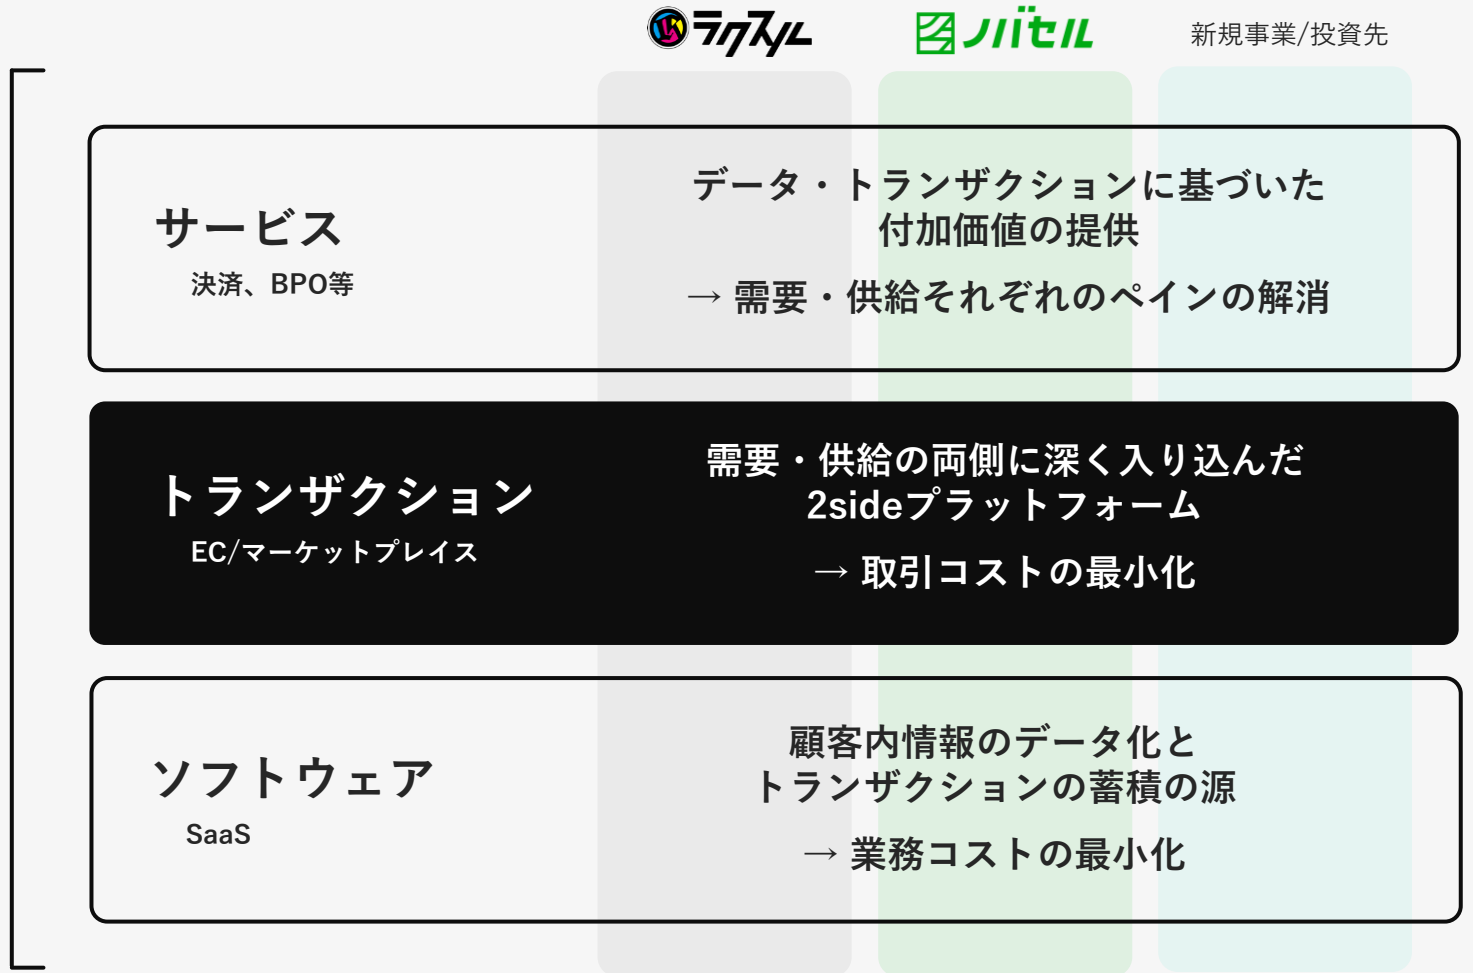 ラクスル
ノバセル
新規事業/投資先
サービス
決済、BPO等
データ・トランザクションに基づいた
付加価値の提供
→ 需要・供給それぞれのペインの解消
トランザクション
EC/マーケットプレイス
需要・供給の両側に深く入り込んだ
2sideプラットフォーム
→ 取引コストの最小化
ソフトウェア
SaaS
顧客内情報のデータ化と
トランザクションの蓄積の源
→ 業務コストの最小化